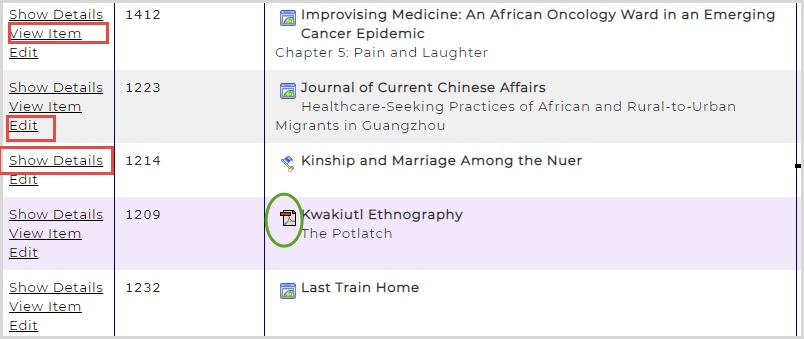 Show Details
View Item
Edit
1412
Improvising Medicine: An African Oncology Ward in an Emerging
Cancer Epidemic
Chapter 5: Pain and Laughter
Show Details
View Item
Edit
1223
Journal of Current Chinese Affairs
Healthcare-Seeking Practices of African and Rural-to-Urban
Migrants in Guangzhou
Show Details
Edit
1214
Kinship and Marriage Among the Nuer
Show Details
View Item
Edit
1209
Kwakiutl Ethnography
The Potlatch
Show Details
View Item
Edit
1232
Last Train Home